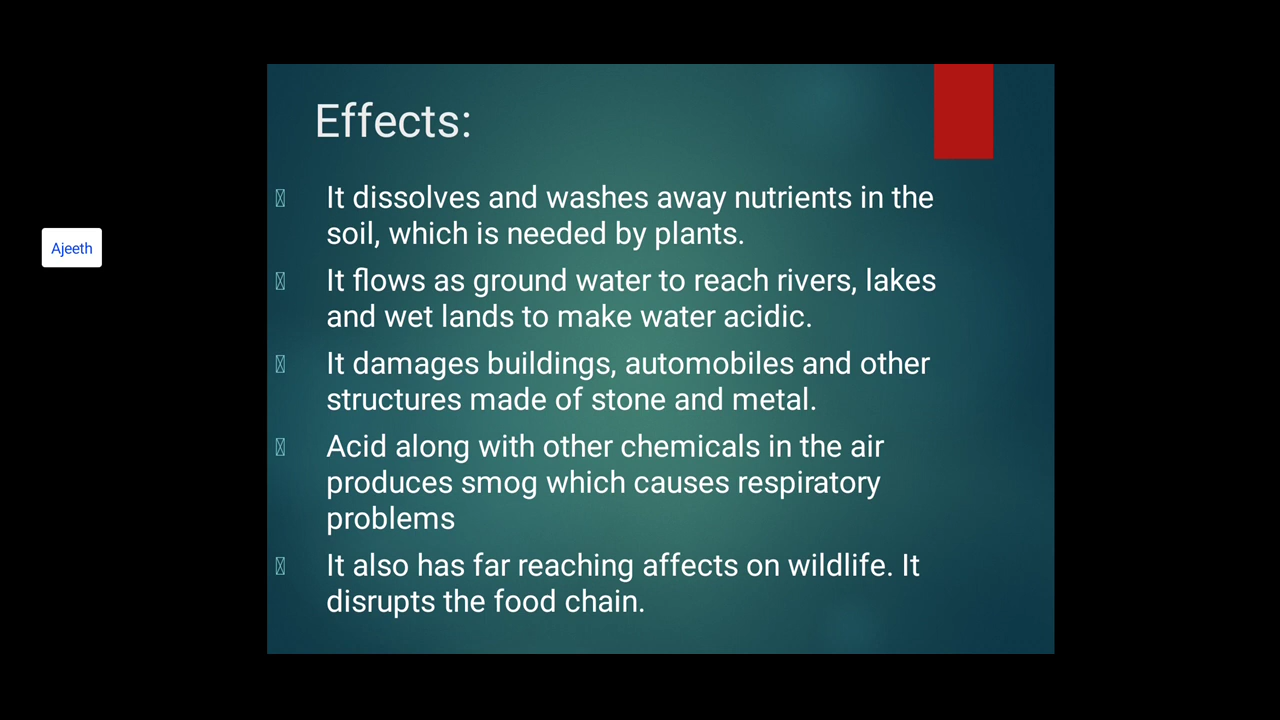 Effects:
It dissolves and washes away nutrients in the
soil, which is needed by plants.
Ajeeth
It flows as ground water to reach rivers, lakes
and wet lands to make water acidic.
It damages buildings, automobiles and other
structures made of stone and metal.
Acid along with other chemicals in the air
produces smog which causes respiratory
problems
It also has far reaching affects on wildlife. It
disrupts the food chain.